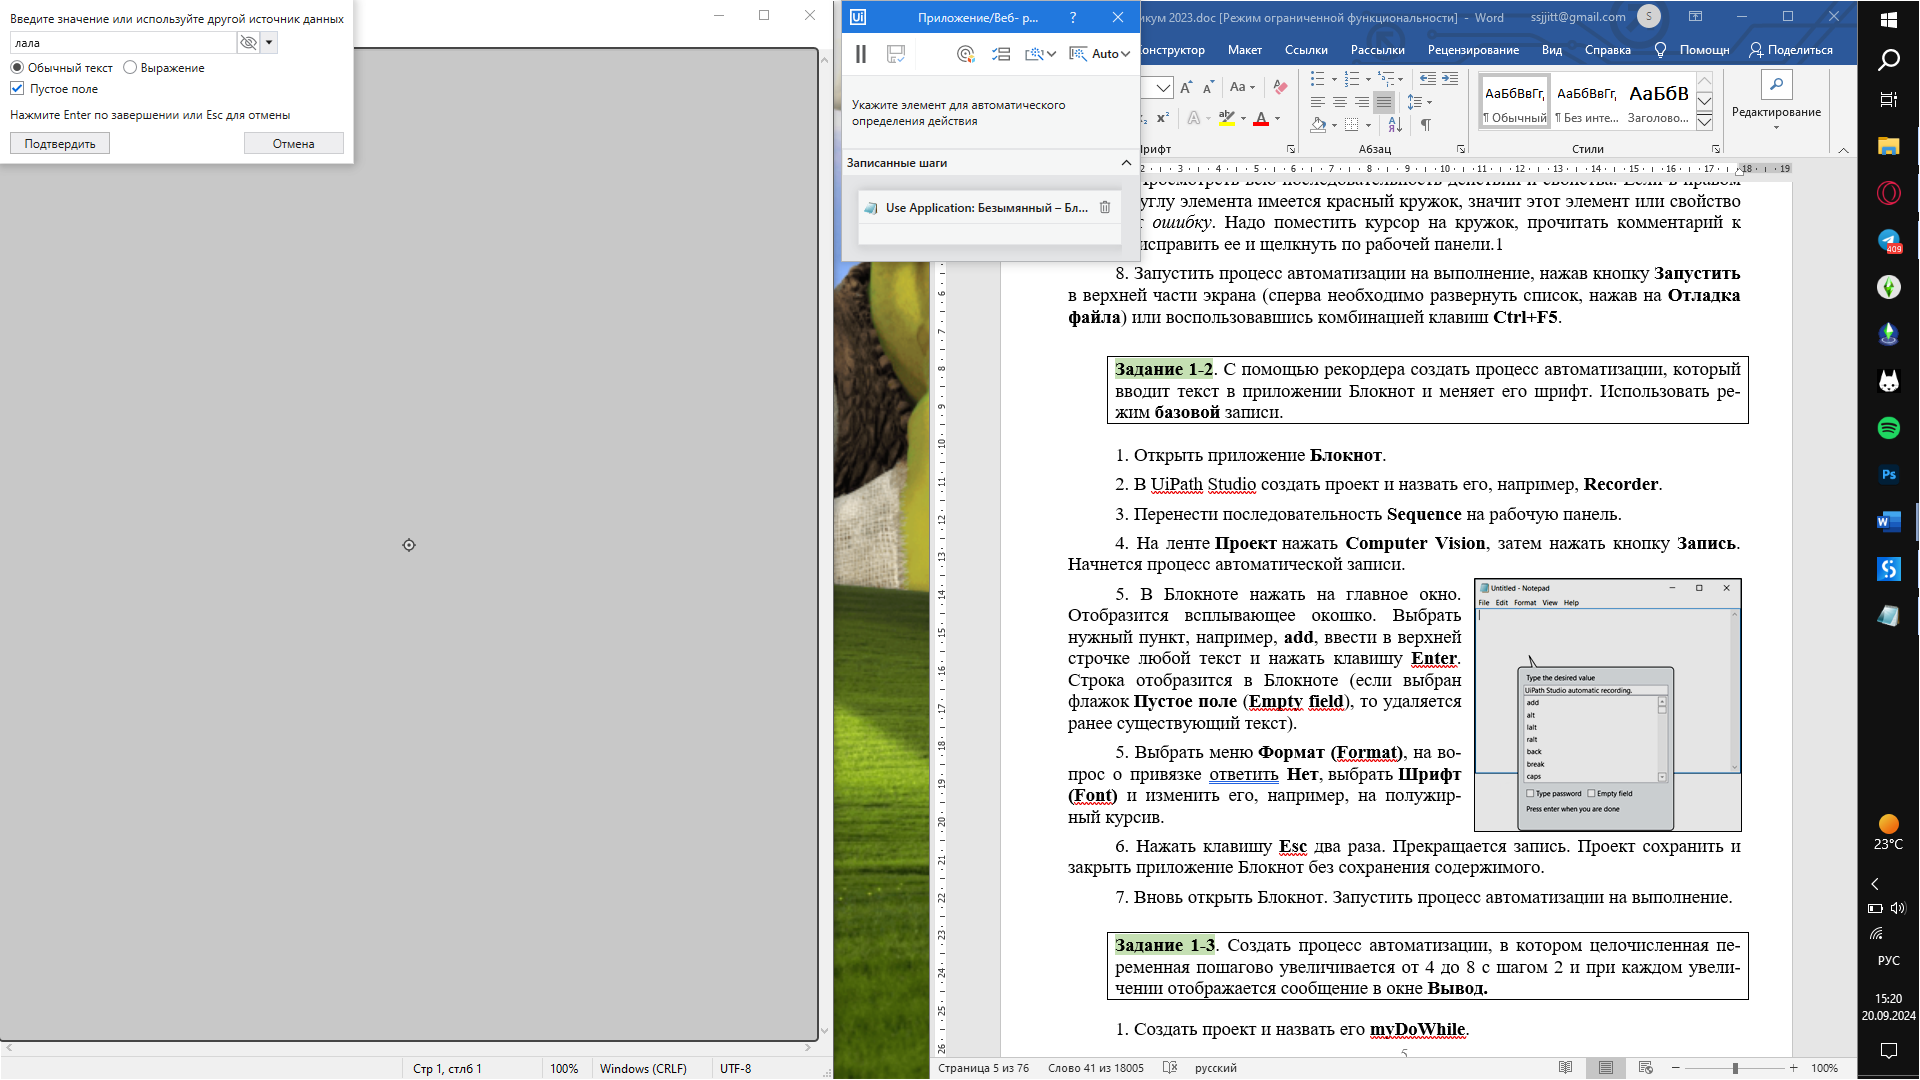 Введите значение или используйте другой источник данных
лала
Обычный текст
Выражение
Пустое поле
Нажмите Enter по завершении или Esc для отмены
Подтвердить
Отмена
Стр 1, стлб 1
100%
Windows (CRLF)
UTF-8
Ui
Приложение/Веб- р...
?
Auto
Укажите элемент для автоматического
определения действия
Записанные шаги
Use Application: Безымянный – Бл...
икум 2023.doc [Режим ограниченной функциональности] - Word
ssjjitt@gmail.com
S
онструктор
Макет
Ссылки
Рассылки
Рецензирование
Вид
Справка
Помощн
Поделиться
АаБбВвГг,
АаБбВвГг,
АаБбВ
¶ Обычный
¶ Без инте...
Заголово...
Редактирование
рифт
Абзац
Стили
углу элемента имеется красный кружок, значит этот элемент или свойство
ошибку. Надо поместить курсор на кружок, прочитать комментарий к
исправить ее и щелкнуть по рабочей панели.1
8. Запустить процесс автоматизации на выполнение, нажав кнопку Запустить
в верхней части экрана (сперва необходимо развернуть список, нажав на Отладка
файла) или воспользовавшись комбинацией клавиш Ctrl+F5.
Задание 1-2. С помощью рекордера создать процесс автоматизации, который
вводит текст в приложении Блокнот и меняет его шрифт. Использовать ре-
жим базовой записи.
1. Открыть приложение Блокнот.
2. В UiPath Studio создать проект и назвать его, например, Recorder.
3. Перенести последовательность Sequence на рабочую панель.
4. На ленте Проект нажать Computer Vision, затем нажать кнопку Запись.
Начнется процесс автоматической записи.
5. В Блокноте нажать на главное окно.
Отобразится всплывающее окошко. Выбрать
нужный пункт, например, add, ввести в верхней
строчке любой текст и нажать клавишу Enter.
Строка отобразится в Блокноте (если выбран
флажок Пустое поле (Empty field), то удаляется
ранее существующий текст).
5. Выбрать меню Формат (Format), на во-
прос о привязке ответить Нет, выбрать Шрифт
(Font) и изменить его, например, на полужир-
ный курсив.
Untitled - Notepad
File Edit Format View Help
Type the desired value
UiPath Studio automatic recording.
add
alt
lalt
ralt
back
break
caps
Type password
Empty field
Press enter when you are done
6. Нажать клавишу Esc два раза. Прекращается запись. Проект сохранить и
закрыть приложение Блокнот без сохранения содержимого.
7. Вновь открыть Блокнот. Запустить процесс автоматизации на выполнение.
Задание 1-3. Создать процесс автоматизации, в котором целочисленная пе-
ременная пошагово увеличивается от 4 до 8 с шагом 2 и при каждом увели-
чении отображается сообщение в окне Вывод.
1. Создать проект и назвать его myDoWhile.
Страница 5 из 76
Слово 41 из 18005
русский
100%
409
Ps
23°C
РУС
15:20
20.09.2024